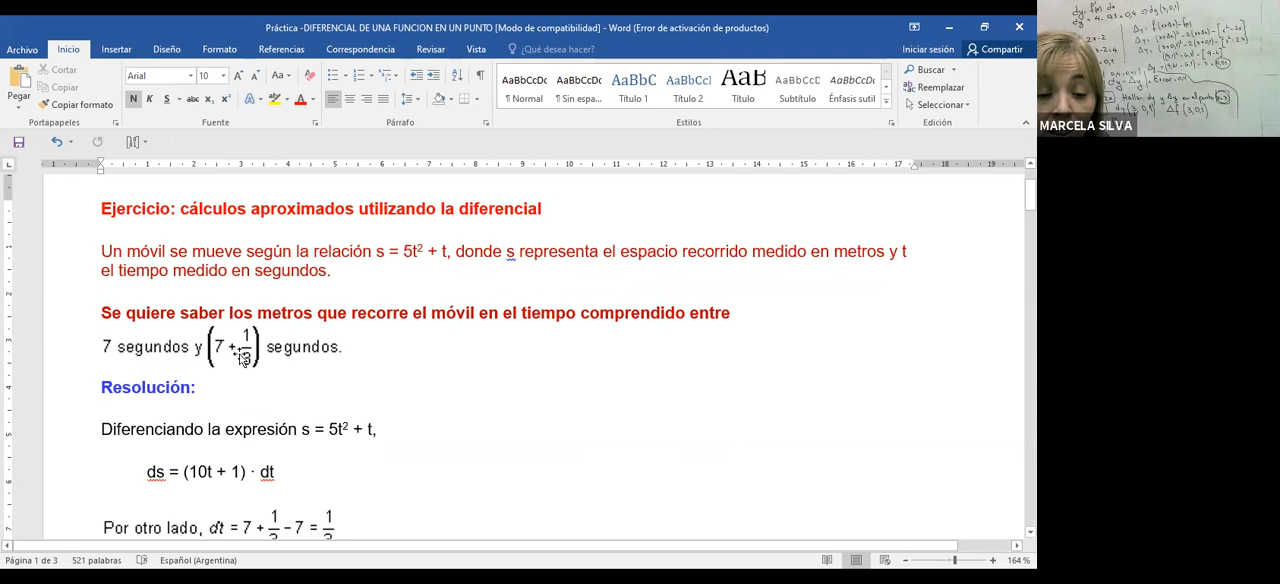 Práctica -DIFERENCIAL DE UNA FUNCION EN UN PUNTO [Modo de compatibilidad] - Word (Error de activación de productos)
Archivo Inicio Insertar Diseño Formato Referencias Correspondencia Revisar Vista ¿Qué desea hacer? Iniciar sesión Compartir
Cortar
Copiar
Copiar formato
Pegar
Portapapeles
Arial 10
Fuente
Párrafo
AaBbCcDc AaBbCcDc AaBbC AaBbCcI AaB AaBbCcD AaBbCcDc
¶ Normal ¶ Sin espa... Título 1 Título 2 Título Subtítulo Énfasis sutil
Estilos
Buscar
Reemplazar
Seleccionar
Edición
MARCELA SILVA
Ejercicio: cálculos aproximados utilizando la diferencial
Un móvil se mueve según la relación s = 5t² + t, donde s representa el espacio recorrido medido en metros y t
el tiempo medido en segundos.
Se quiere saber los metros que recorre el móvil en el tiempo comprendido entre
7 segundos y (7 + 1/3) segundos.
Resolución:
Diferenciando la expresión s = 5t² + t,
ds = (10t + 1) · dt
Por otro lado, dt = 7 + 1/3 − 7 = 1/3
Página 1 de 3 521 palabras Español (Argentina) 164 %